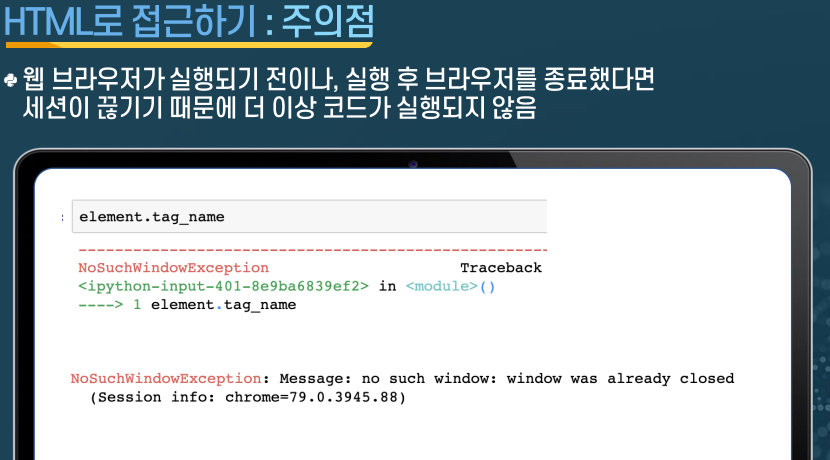 HTML로 접근하기 : 주의점
웹 브라우저가 실행되기 전이나, 실행 후 브라우저를 종료했다면
세션이 끊기기 때문에 더 이상 코드가 실행되지 않음
: element.tag_name
------------------------------------------------------
NoSuchWindowException Traceback
<ipython-input-401-8e9ba6839ef2> in <module>()
----> 1 element.tag_name
NoSuchWindowException: Message: no such window: window was already closed
(Session info: chrome=79.0.3945.88)